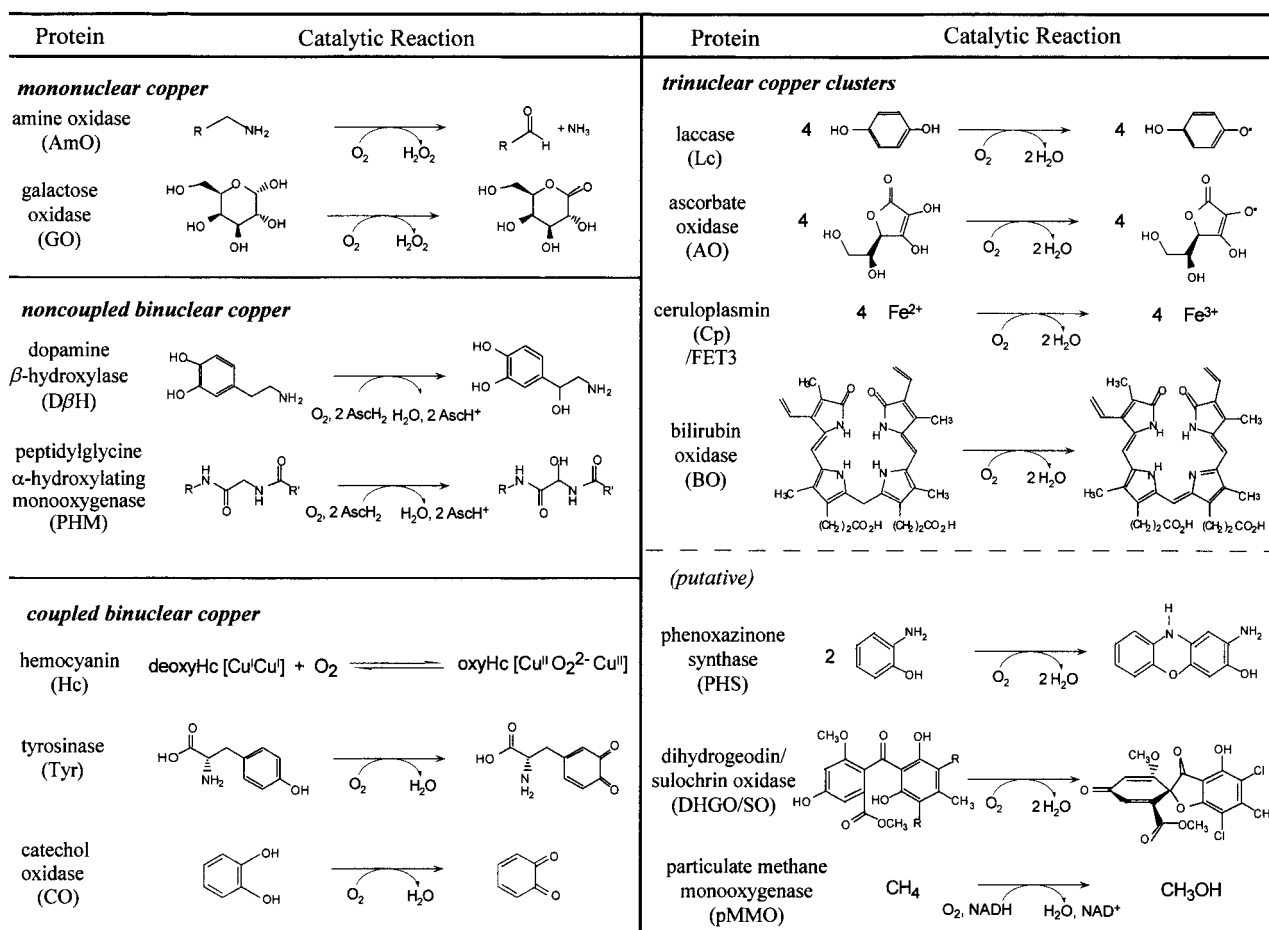 Protein Catalytic Reaction
mononuclear copper
amine oxidase
(AmO)
R NH2
O2 H2O2
O
R H + NH3
galactose
oxidase
(GO)
HO O OH
HO OH
OH
O2 H2O2
HO O O
HO OH
OH
noncoupled binuclear copper
dopamine
β-hydroxylase
(DβH)
HO
HO NH2
O2, 2 AscH2 H2O, 2 AscH+
HO
HO NH2
OH
peptidylglycine
α-hydroxylating
monooxygenase
(PHM)
H O
R N N R'
O H
O2, 2 AscH2 H2O, 2 AscH+
H OH O
R N N R'
O H
coupled binuclear copper
hemocyanin
(Hc)
deoxyHc [CuICuI] + O2 oxyHc [CuII O22- CuII]
tyrosinase
(Tyr)
O
HO
NH2
OH
O2 H2O
O
HO
NH2
O
O
catechol
oxidase
(CO)
OH
OH
O2 H2O
O
O
Protein Catalytic Reaction
trinuclear copper clusters
laccase
(Lc)
4 HO OH
O2 2 H2O
4 HO O•
ascorbate
oxidase
(AO)
4
O
O OH
HO OH
OH
O2 2 H2O
4
O
O O•
HO OH
OH
ceruloplasmin
(Cp)
/FET3
4 Fe2+
O2 2 H2O
4 Fe3+
bilirubin
oxidase
(BO)
H3C O O
CH3
N N
H H
H H
N N
CH3 CH3
(CH2)2CO2H (CH2)2CO2H
O2 2 H2O
H3C O O
CH3
N N
H H
H
N N
CH3 CH3
(CH2)2CO2H (CH2)2CO2H
(putative)
phenoxazinone
synthase
(PHS)
2
NH2
OH
O2 2 H2O
H
N NH2
O OH
dihydrogeodin/
sulochrin oxidase
(DHGO/SO)
CH3O O OH
R
HO HO CH3
R
O OCH3
O2 2 H2O
OCH3 O OH
Cl
O
O CH
Cl
O OCH3
particulate methane
monooxygenase
(pMMO)
CH4
O2, NADH H2O, NAD+
CH3OH